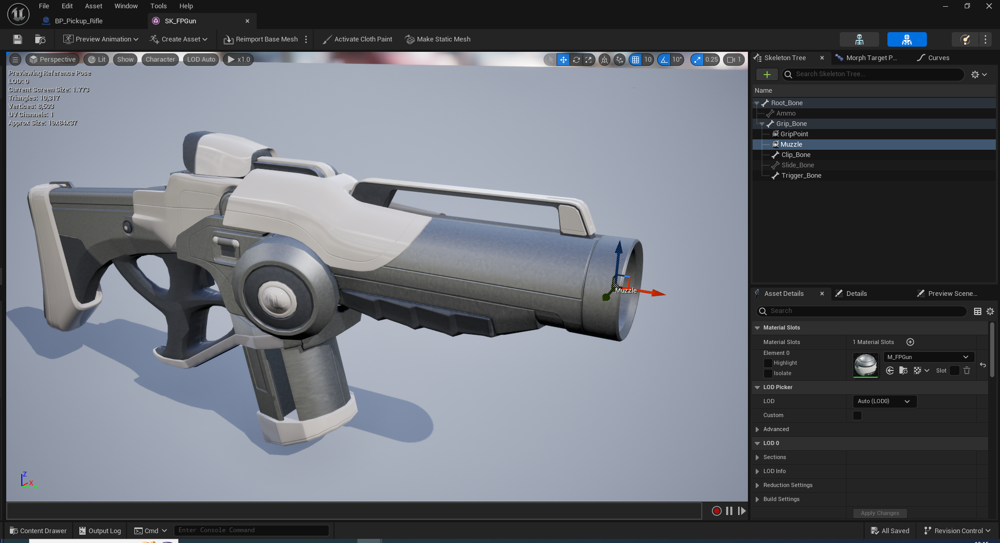 File Edit Asset Window Tools Help
BP_Pickup_Rifle SK_FPGun
Preview Animation Create Asset Reimport Base Mesh Activate Cloth Paint Make Static Mesh
Perspective Lit Show Character LOD Auto x1.0 10 10° 0.25 1
Previewing Reference Pose
LOD: 0
Current Screen Size: 1.773
Triangles: 10,317
Vertices: 8,503
UV Channels: 1
Approx Size: 19x84x37
Muzzle
Z
X
Y
Skeleton Tree Morph Target P... Curves
Search Skeleton Tree...
Name
Root_Bone
Ammo
Grip_Bone
GripPoint
Muzzle
Clip_Bone
Slide_Bone
Trigger_Bone
Asset Details Details Preview Scene...
Search
Material Slots
Material Slots 1 Material Slots
Element 0
Highlight
Isolate
M_FPGun
Slot
LOD Picker
LOD Auto (LOD0)
Custom
Advanced
LOD 0
Sections
LOD Info
Reduction Settings
Build Settings
Apply Changes
Content Drawer Output Log Cmd Enter Console Command All Saved Revision Control